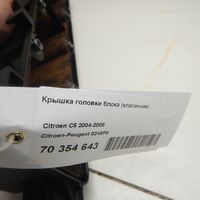 Крышка головки блока (клапанная)
Citroen C5 2004-2008
Citroen-Peugeot 0248P9
70 354 643